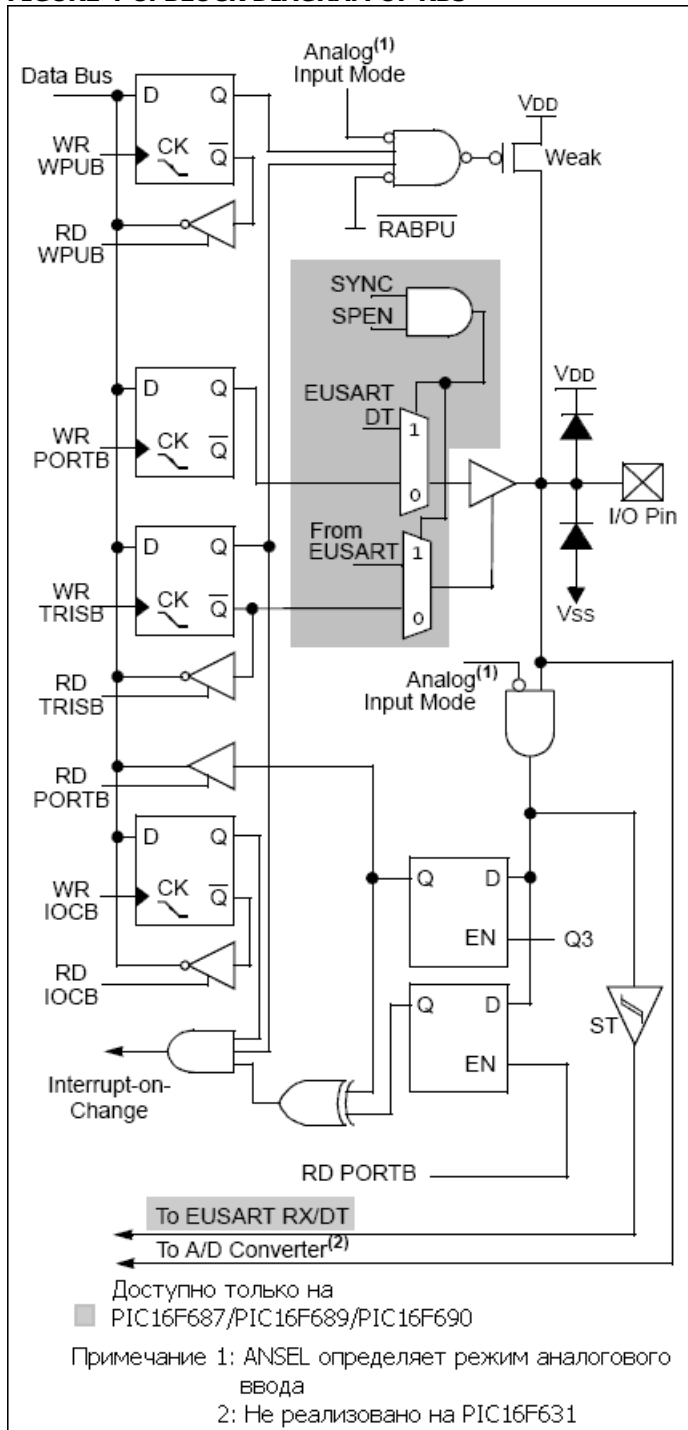 BLOCK DIAGRAM OF
Analog(1)
Input Mode
Data Bus
D Q
VDD
WR
WPUB
CK Q
Weak
RD
WPUB
RABPU
SYNC
SPEN
D Q
EUSART
DT
1
VDD
WR
PORTB
CK Q
0
I/O Pin
From
EUSART
D Q
1
WR
TRISB
CK Q
0
VSS
RD
TRISB
Analog(1)
Input Mode
RD
PORTB
D Q
Q D
WR
IOCB
CK Q
EN
Q3
RD
IOCB
Q D
ST
EN
Interrupt-on-
Change
RD PORTB
To EUSART RX/DT
To A/D Converter(2)
Доступно только на
PIC16F687/PIC16F689/PIC16F690
Примечание 1: ANSEL определяет режим аналогового
ввода
2: Не реализовано на PIC16F631